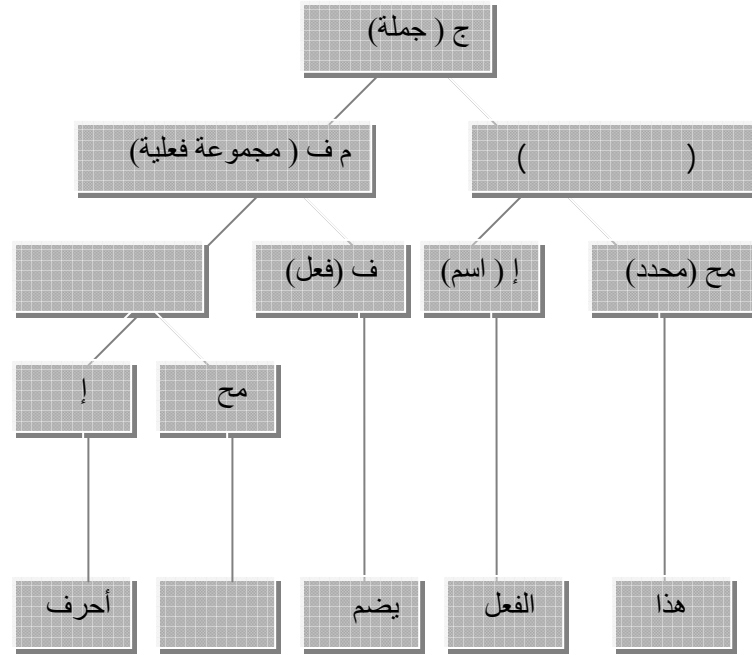 ج ( جملة)
( )
م ف ( مجموعة فعلية)
مح (محدد)
إ ( اسم)
ف (فعل)
مح
إ
هذا
الفعل
يضم
أحرف